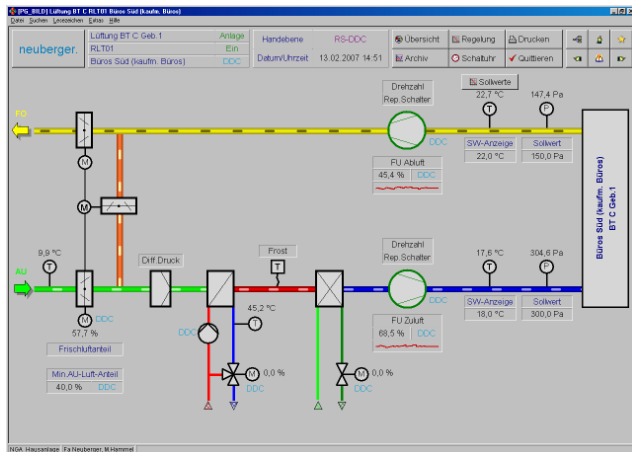 [PG_BILD] Lüftung BT C RLT01 Büros Süd (kaufm. Büros)
Datei Suchen Lesezeichen Extras Hilfe
neuberger.
Lüftung BT C Geb.1 Anlage
RLT01 Ein
Büros Süd (kaufm. Büros) DDC
Handebene RS-DDC
Datum/Uhrzeit 13.02.2007 14:51
Übersicht Regelung Drucken
Archiv Schaltuhr Quittieren
Sollwerte
Drehzahl
Rep.Schalter
22,7 °C 147,4 Pa
T P
FO
DDC
M
FU Abluft
45,4 % DDC
SW-Anzeige Sollwert
22,0 °C 150,0 Pa
Büros Süd (kaufm. Büros)
BT C Geb.1
M
9,9 °C
T
Diff.Druck
Frost
T
Drehzahl
Rep.Schalter
17,6 °C 304,6 Pa
T P
AU
DDC
M DDC
57,7 %
Frischluftanteil
Min.AU-Luft-Anteil
40,0 % DDC
45,2 °C
DDC T
M 0,0 %
DDC
M 0,0 %
DDC
FU Zuluft
68,5 % DDC
SW-Anzeige Sollwert
18,0 °C 300,0 Pa
NGA Hausanlage Fa Neuberger, M.Hammel